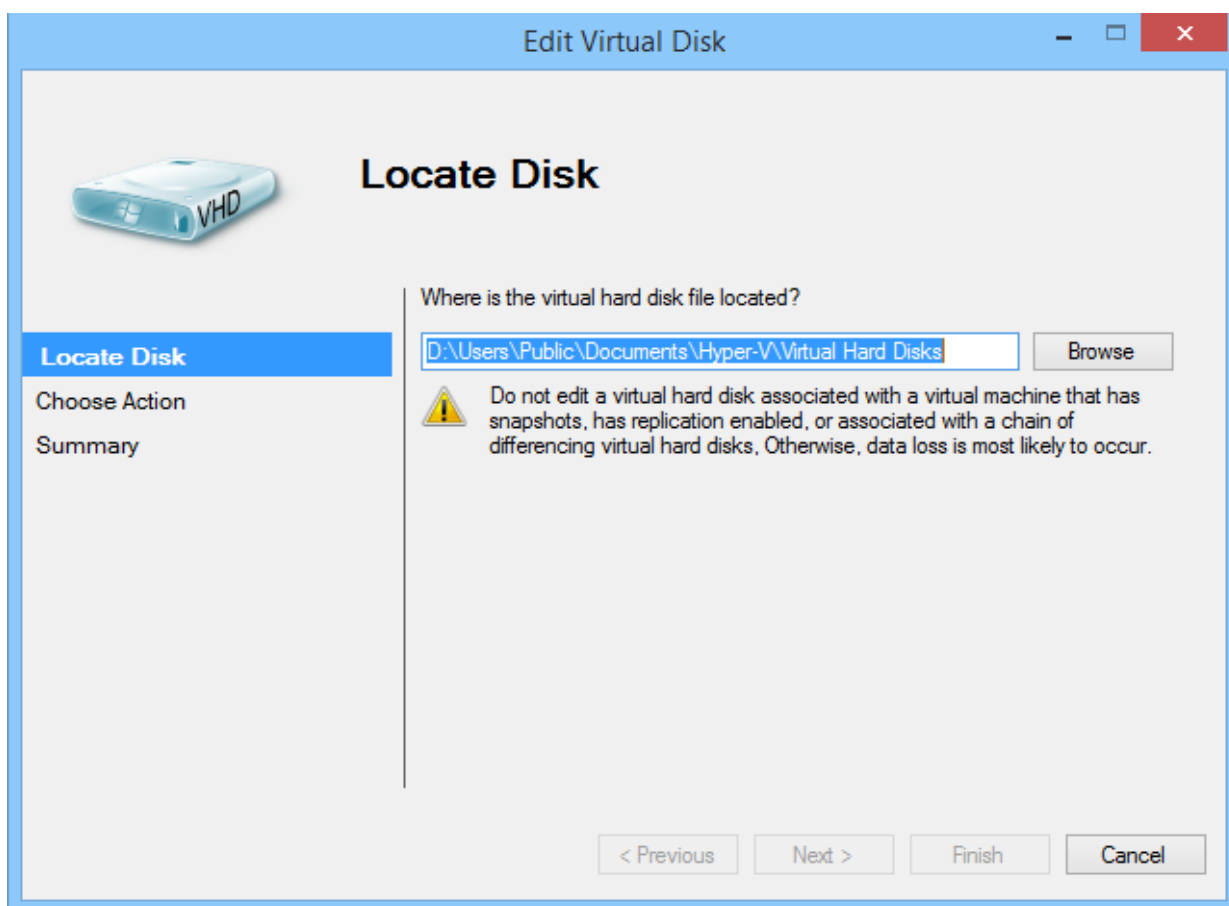 Edit Virtual Disk
VHD
Locate Disk
Where is the virtual hard disk file located?
Locate Disk
D:\Users\Public\Documents\Hyper-V\Virtual Hard Disks
Browse
Choose Action
Do not edit a virtual hard disk associated with a virtual machine that has
snapshots, has replication enabled, or associated with a chain of
Summary
differencing virtual hard disks, Otherwise, data loss is most likely to occur.
< Previous
Next >
Finish
Cancel